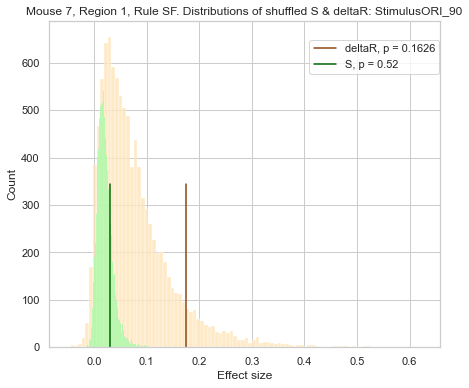 Mouse 7, Region 1, Rule SF. Distributions of shuffled S & deltaR: StimulusORI_90
deltaR, p = 0.1626
S, p = 0.52
Count
600
500
400
300
200
100
0
0.0 0.1 0.2 0.3 0.4 0.5 0.6
Effect size